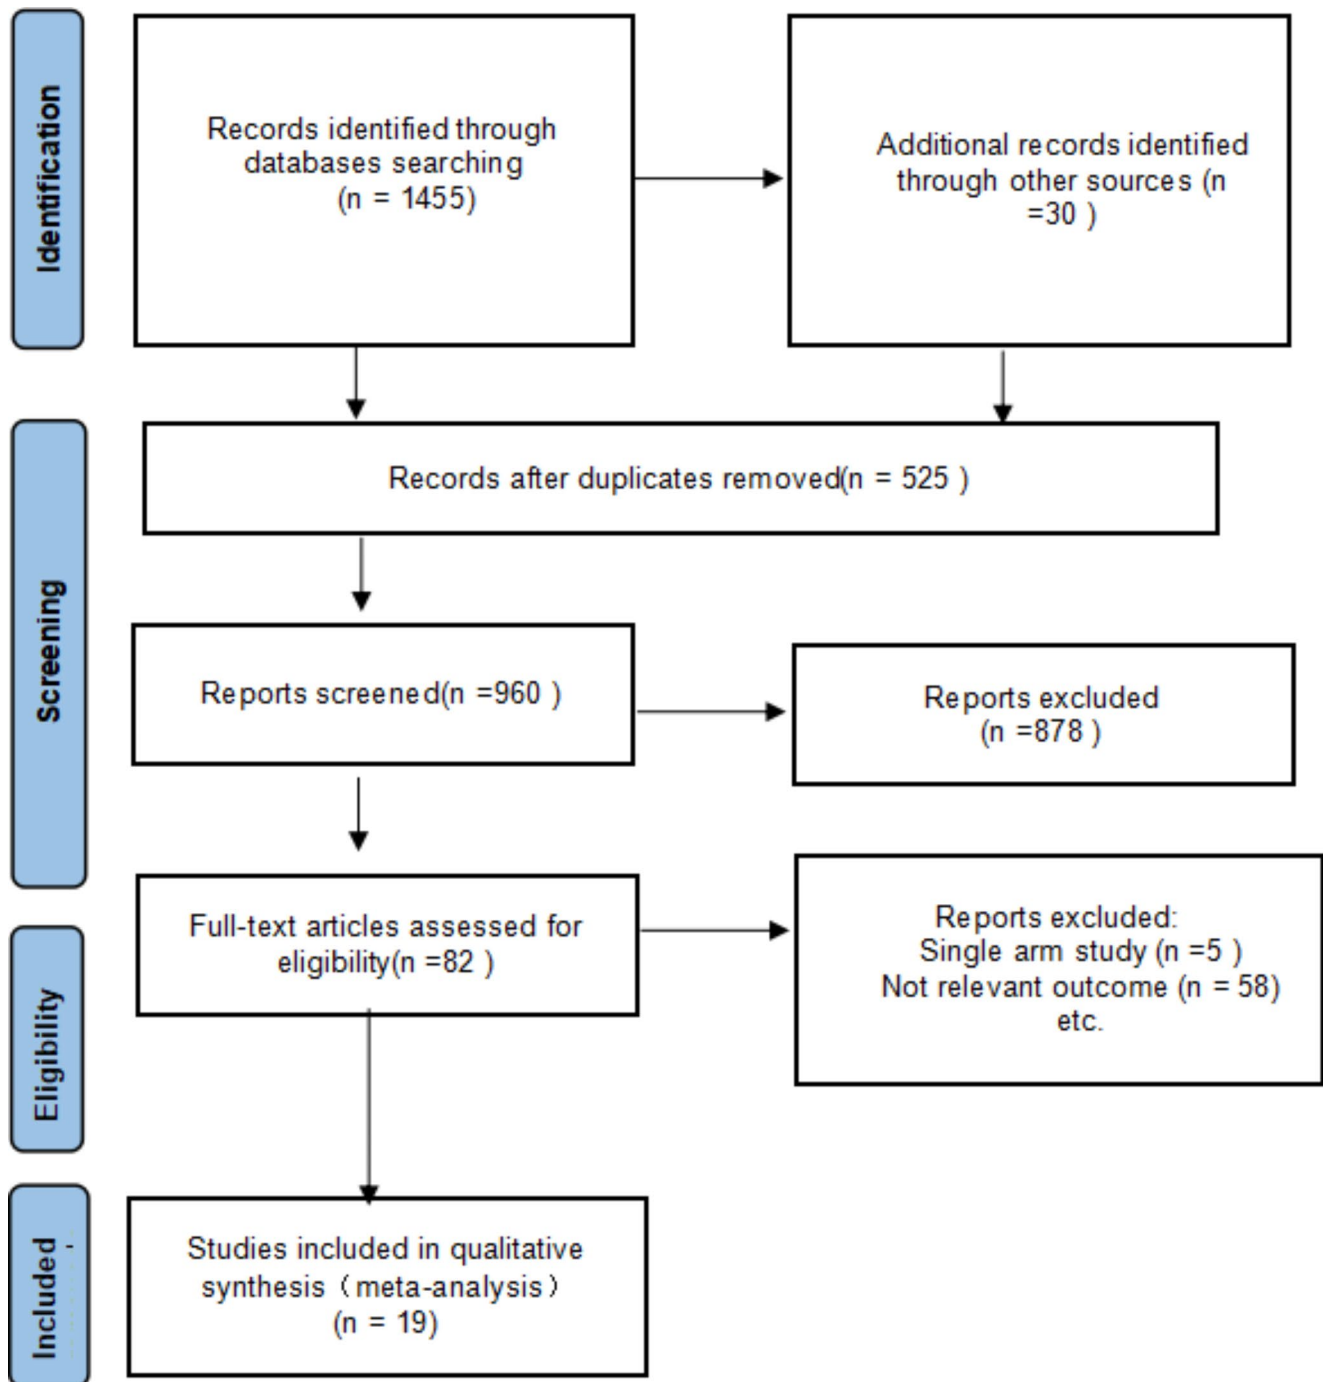 Identification
Records identified through
databases searching
(n = 1455)
Additional records identified
through other sources (n
=30 )
Screening
Records after duplicates removed(n = 525 )
Reports screened(n =960 )
Reports excluded
(n =878 )
Eligibility
Full-text articles assessed for
eligibility(n =82 )
Reports excluded:
Single arm study (n =5 )
Not relevant outcome (n = 58)
etc.
Included
Studies included in qualitative
synthesis（meta-analysis）
(n = 19)